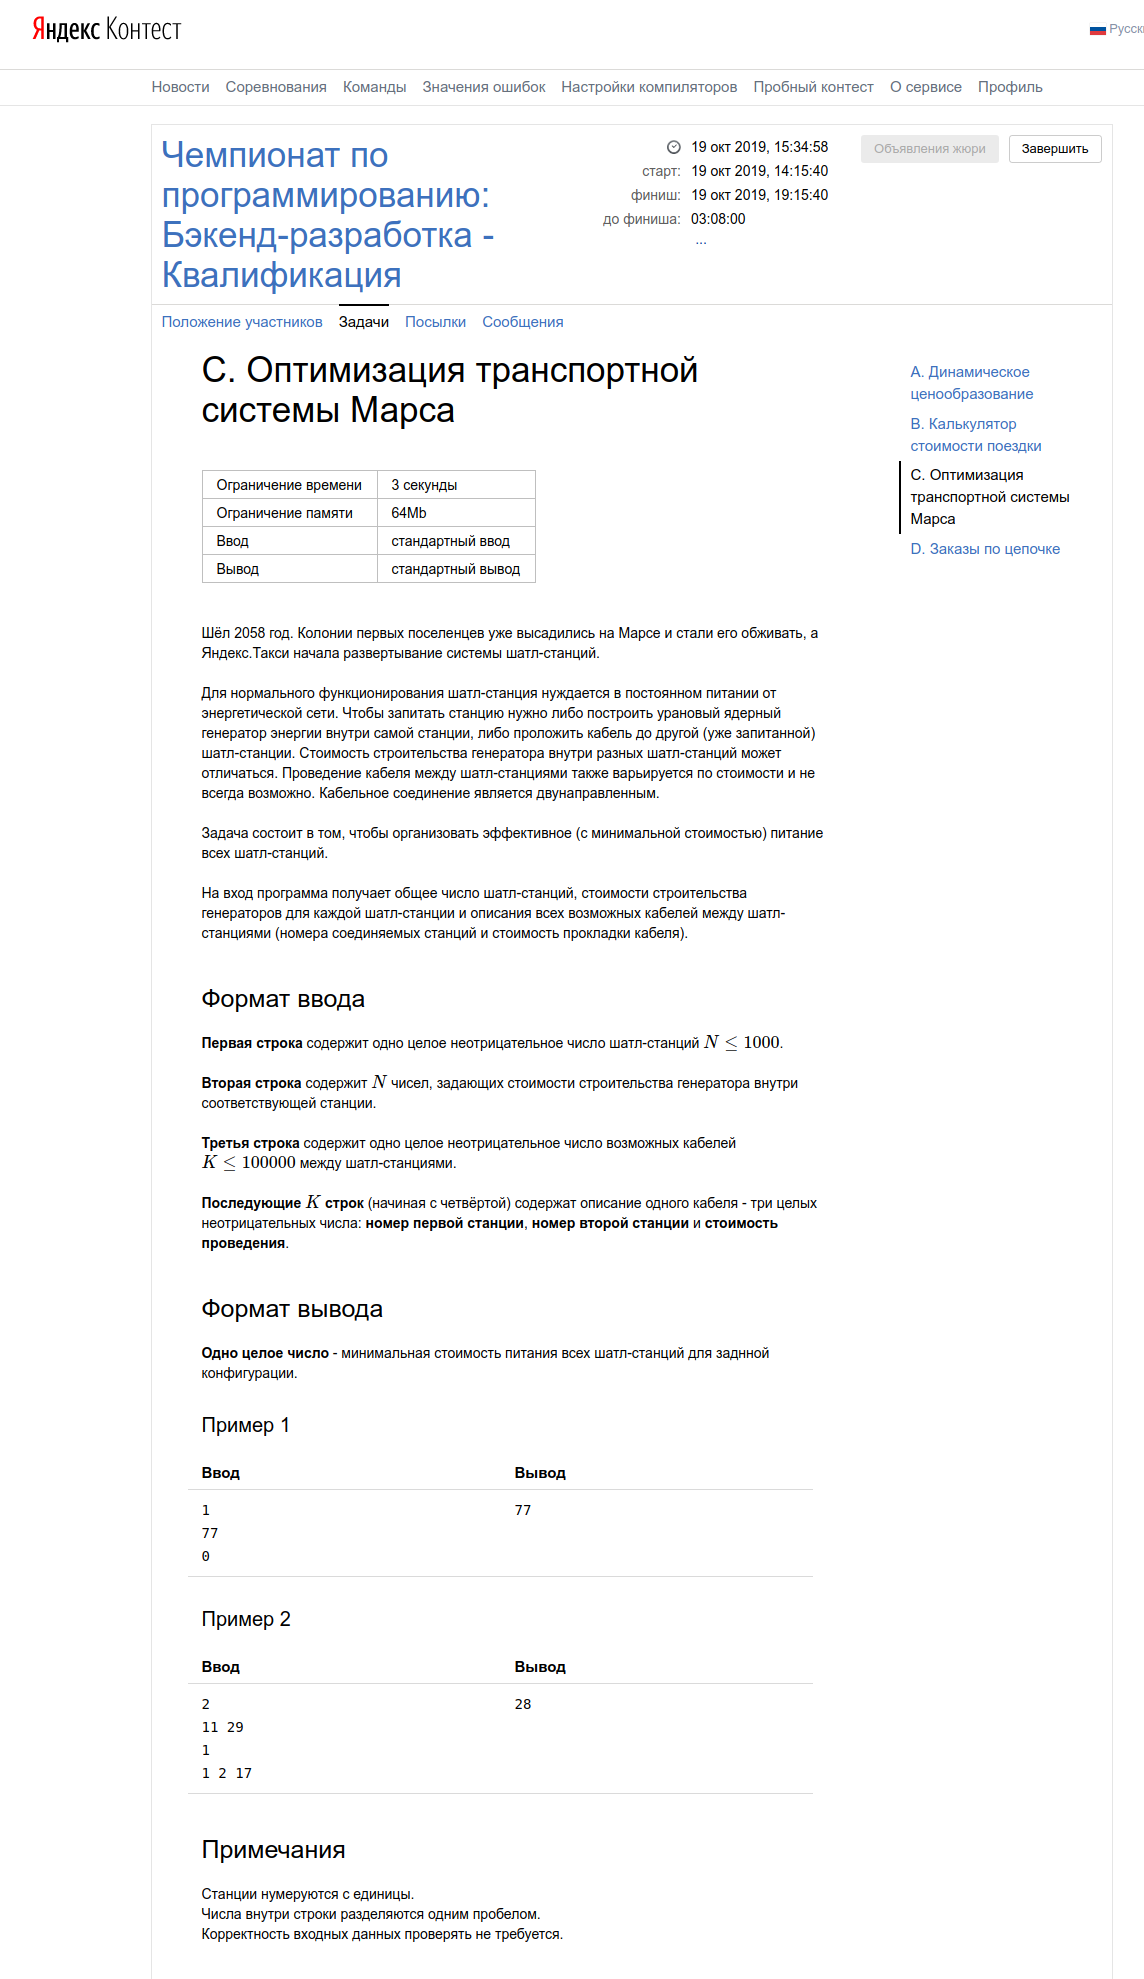 Яндекс Контест
Русск
Новости Соревнования Команды Значения ошибок Настройки компиляторов Пробный контест О сервисе Профиль
Чемпионат по
программированию:
Бэкенд-разработка -
Квалификация
19 окт 2019, 15:34:58
старт: 19 окт 2019, 14:15:40
финиш: 19 окт 2019, 19:15:40
до финиша: 03:08:00
...
Объявления жюри Завершить
Положение участников Задачи Посылки Сообщения
C. Оптимизация транспортной
системы Марса
Ограничение времени 3 секунды
Ограничение памяти 64Mb
Ввод стандартный ввод
Вывод стандартный вывод
Шёл 2058 год. Колонии первых поселенцев уже высадились на Марсе и стали его обживать, а
Яндекс.Такси начала развертывание системы шатл-станций.
Для нормального функционирования шатл-станция нуждается в постоянном питании от
энергетической сети. Чтобы запитать станцию нужно либо построить урановый ядерный
генератор энергии внутри самой станции, либо проложить кабель до другой (уже запитанной)
шатл-станции. Стоимость строительства генератора внутри разных шатл-станций может
отличаться. Проведение кабеля между шатл-станциями также варьируется по стоимости и не
всегда возможно. Кабельное соединение является двунаправленным.
Задача состоит в том, чтобы организовать эффективное (с минимальной стоимостью) питание
всех шатл-станций.
На вход программа получает общее число шатл-станций, стоимости строительства
генераторов для каждой шатл-станции и описания всех возможных кабелей между шатл-
станциями (номера соединяемых станций и стоимость прокладки кабеля).
Формат ввода
Первая строка содержит одно целое неотрицательное число шатл-станций N ≤ 1000.
Вторая строка содержит N чисел, задающих стоимости строительства генератора внутри
соответствующей станции.
Третья строка содержит одно целое неотрицательное число возможных кабелей
K ≤ 100000 между шатл-станциями.
Последующие K строк (начиная с четвёртой) содержат описание одного кабеля - три целых
неотрицательных числа: номер первой станции, номер второй станции и стоимость
проведения.
Формат вывода
Одно целое число - минимальная стоимость питания всех шатл-станций для заднной
конфигурации.
Пример 1
Ввод Вывод
1 77
77
0
Пример 2
Ввод Вывод
2 28
11 29
1
1 2 17
Примечания
Станции нумеруются с единицы.
Числа внутри строки разделяются одним пробелом.
Корректность входных данных проверять не требуется.
A. Динамическое
ценообразование
B. Калькулятор
стоимости поездки
C. Оптимизация
транспортной системы
Марса
D. Заказы по цепочке